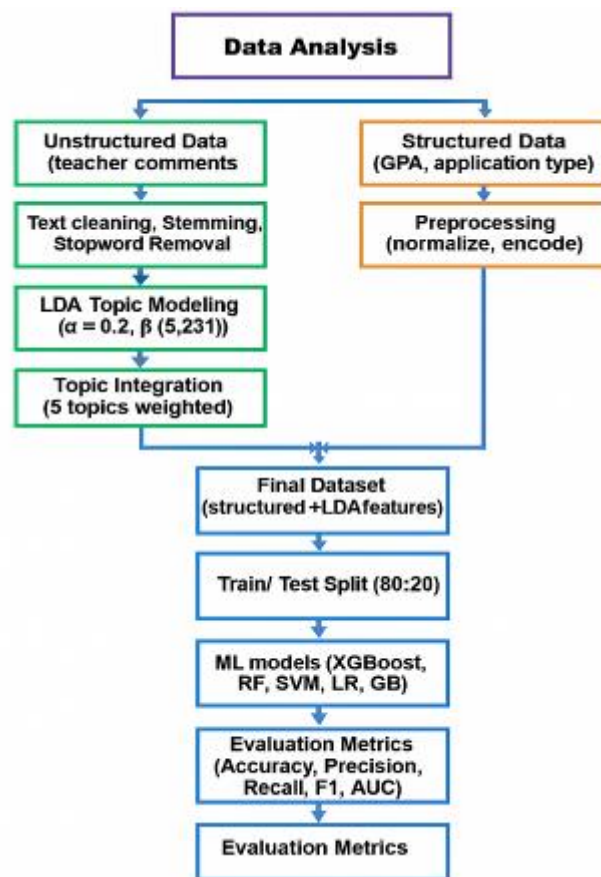 Data Analysis
Unstructured Data
(teacher comments
Text cleaning, Stemming,
Stopword Removal
LDA Topic Modeling
(α = 0.2, β (5,231))
Topic Integration
(5 topics weighted)
Structured Data
(GPA, application type)
Preprocessing
(normalize, encode)
Final Dataset
(structured +LDAfeatures)
Train/ Test Split (80:20)
ML models (XGBoost,
RF, SVM, LR, GB)
Evaluation Metrics
(Accuracy, Precision,
Recall, F1, AUC)
Evaluation Metrics